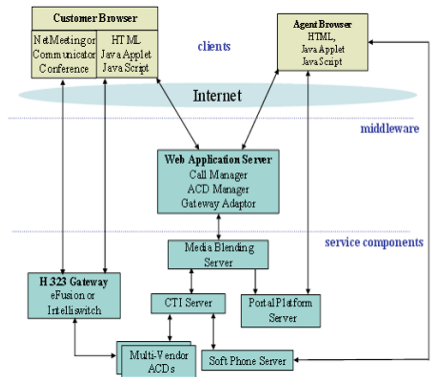 Customer Browser
NetMeeting or
Communicator
Conference
HTML
Java Applet
Java Script
clients
Agent Browser
HTML,
Java Applet
Java Script
Internet
middleware
Web Application Server
Call Manager
ACD Manager
Gateway Adaptor
service components
Media Blending
Server
H.323 Gateway
eFusion or
Intelliswitch
CTI Server
Portal Platform
Server
Multi-Vendor
ACDs
Soft Phone Server